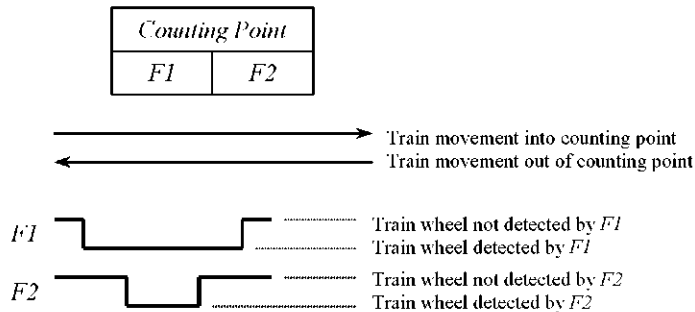 Counting Point
F1 F2
Train movement into counting point
Train movement out of counting point
F1
Train wheel not detected by F1
Train wheel detected by F1
F2
Train wheel not detected by F2
Train wheel detected by F2